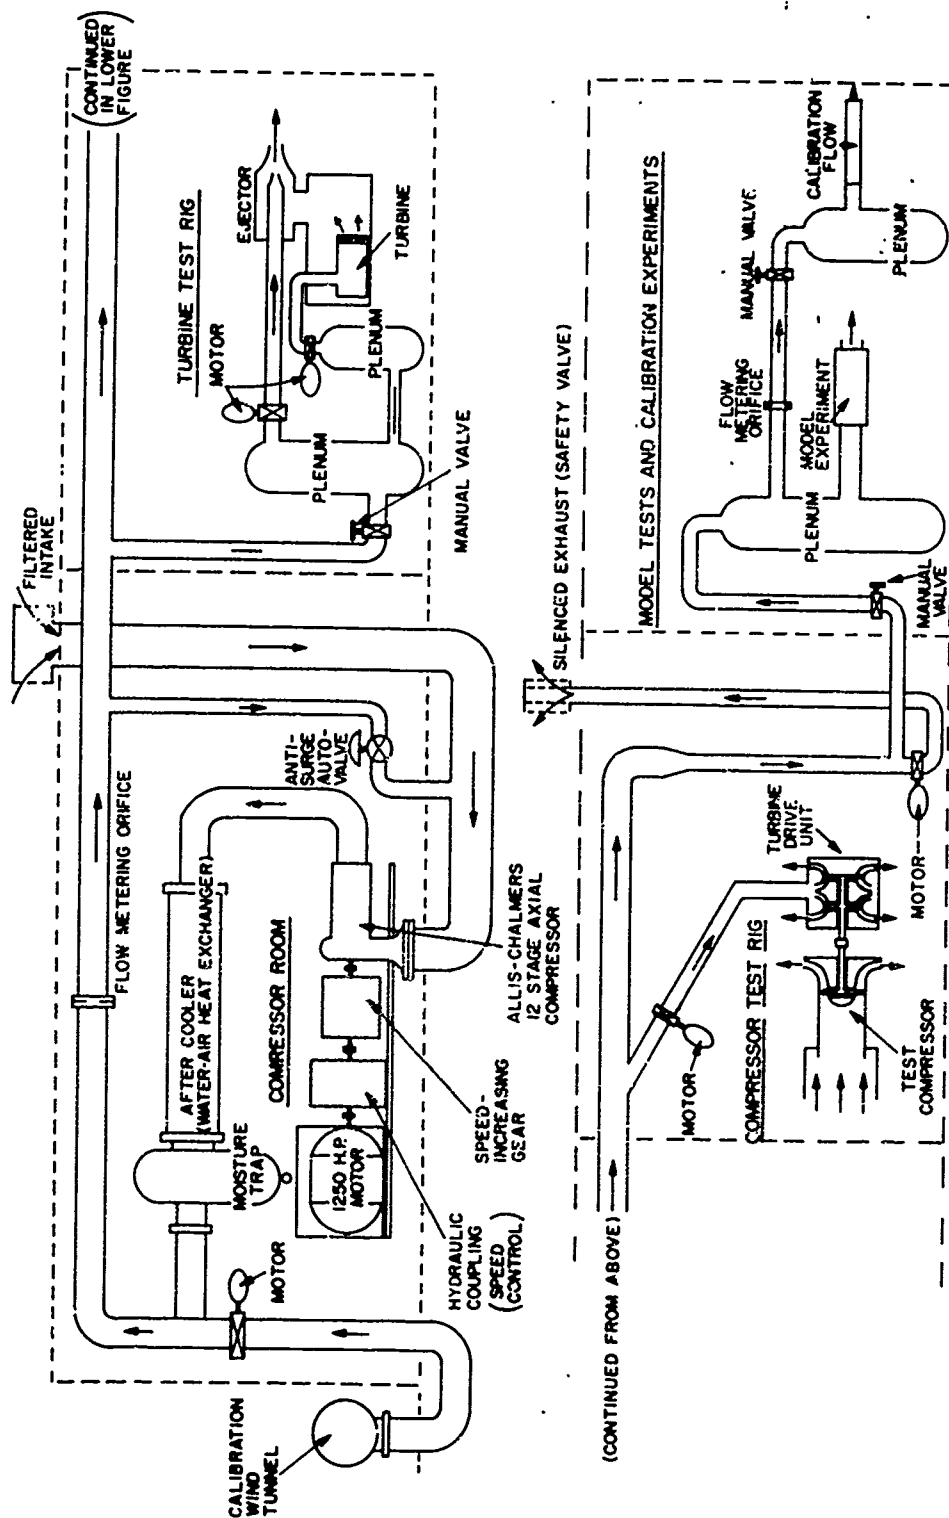 (CONTINUED
IN LOWER
FIGURE)
FILTERED
INTAKE
TURBINE TEST RIG
EJECTOR
MOTOR
TURBINE
PLENUM
PLENUM
MANUAL VALVE
FLOW METERING ORIFICE
ANTI-
SURGE
AUTO-
VALVE
AFTER COOLER
(WATER-AIR HEAT EXCHANGER)
COMRESSOR ROOM
MOISTURE
TRAP
1250 H.P.
MOTOR
ALLIS-CHALMERS
12 STAGE AXIAL
COMPRESSOR
SPEED-
INCREASING
GEAR
HYDRAULIC
COUPLING
(SPEED
CONTROL)
MOTOR
CALIBRATION
WIND
TUNNEL
(CONTINUED FROM ABOVE)
SILENCED EXHAUST (SAFETY VALVE)
MODEL TESTS AND CALIBRATION EXPERIMENTS
MANUAL VALVE
CALIBRATION
FLOW
PLENUM
FLOW
METERING
ORIFICE
MODEL
EXPERIMENT
PLENUM
MANUAL
VALVE
TURBINE
DRIVE
UNIT
MOTOR
MOTOR
COMPRESSOR TEST RIG
TEST
COMPRESSOR